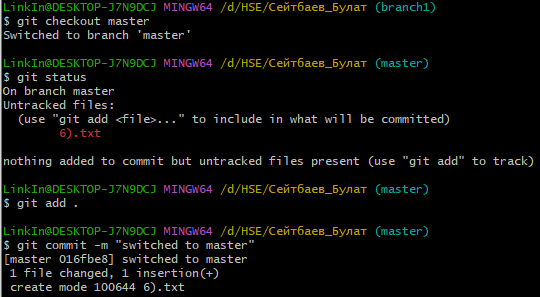 LinkIn@DESKTOP-J7N9DCJ MINGW64 /d/HSE/Сейтбаев_Булат (branch1)
$ git checkout master
Switched to branch 'master'
LinkIn@DESKTOP-J7N9DCJ MINGW64 /d/HSE/Сейтбаев_Булат (master)
$ git status
On branch master
Untracked files:
  (use "git add <file>..." to include in what will be committed)
        6).txt
nothing added to commit but untracked files present (use "git add" to track)
LinkIn@DESKTOP-J7N9DCJ MINGW64 /d/HSE/Сейтбаев_Булат (master)
$ git add .
LinkIn@DESKTOP-J7N9DCJ MINGW64 /d/HSE/Сейтбаев_Булат (master)
$ git commit -m "switched to master"
[master 016fbe8] switched to master
 1 file changed, 1 insertion(+)
 create mode 100644 6).txt